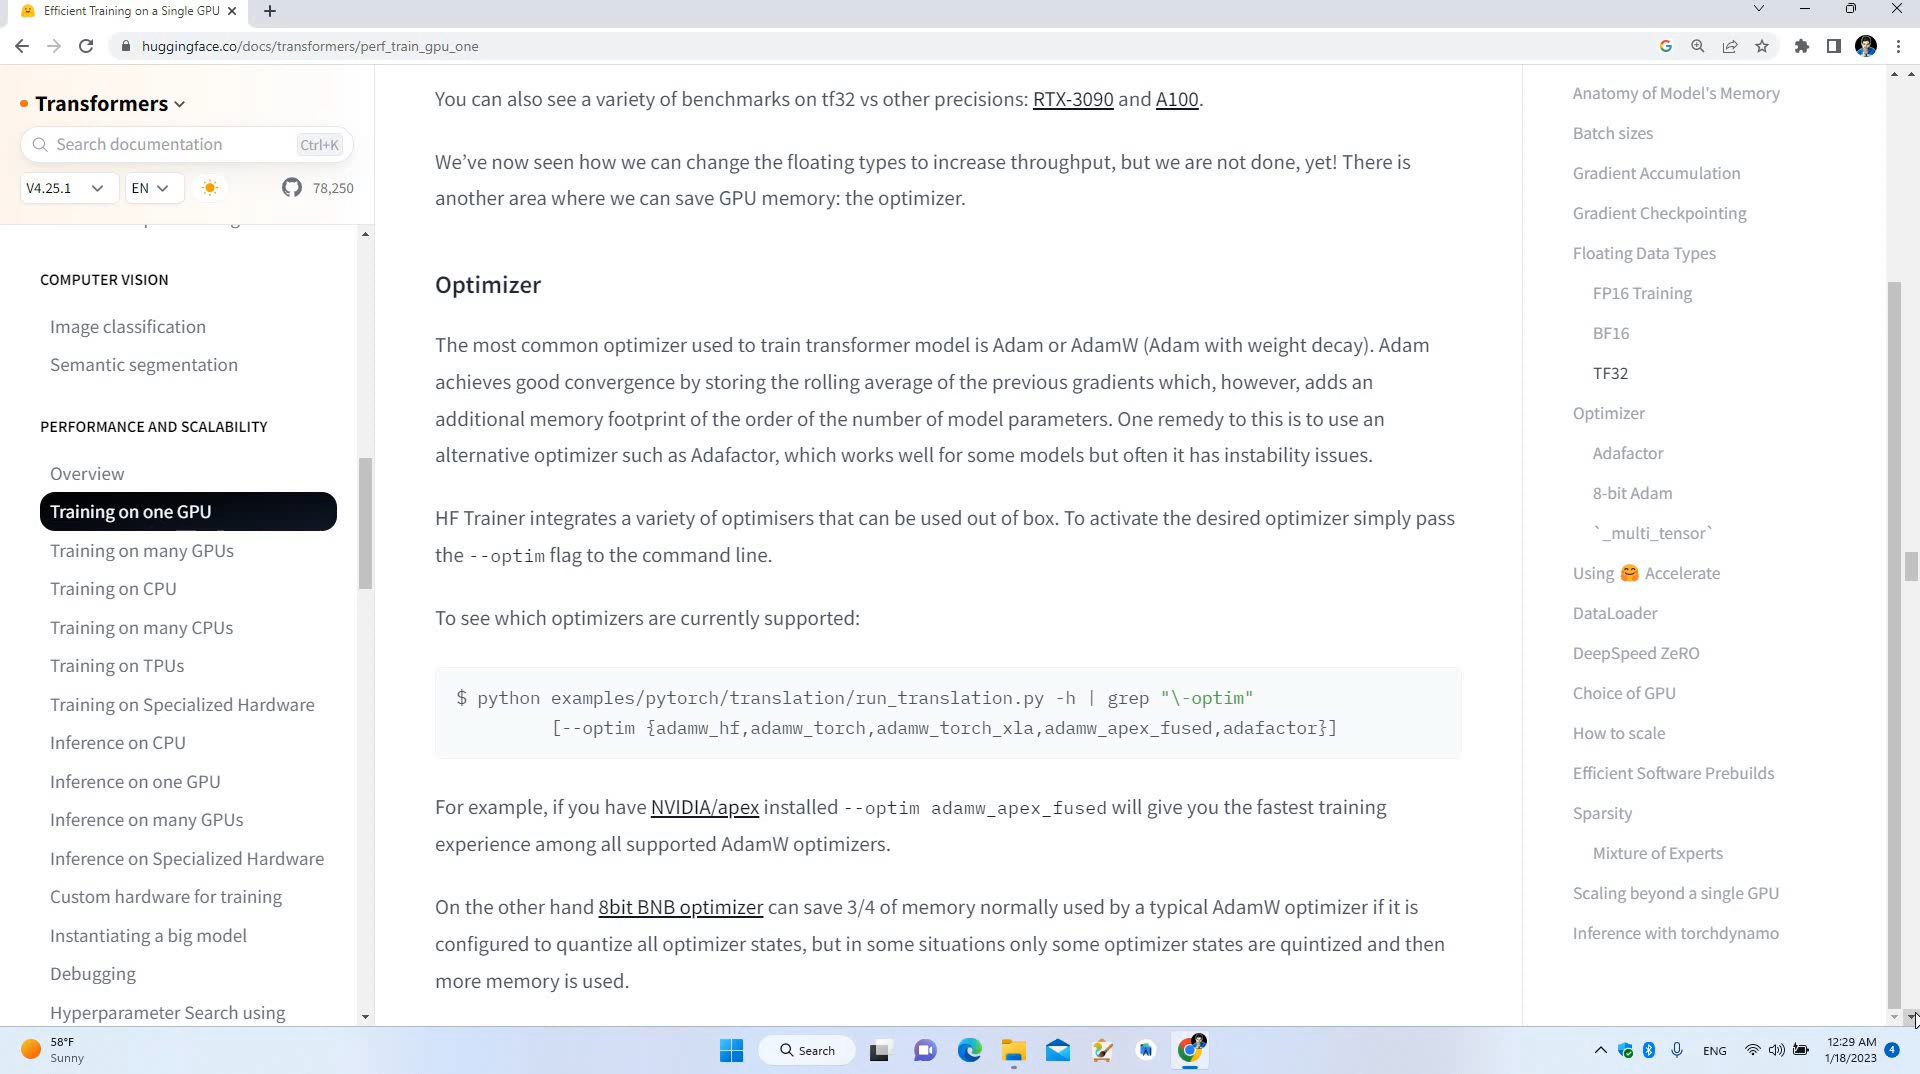 Efficient Training on a Single GPU
huggingface.co/docs/transformers/perf_train_gpu_one
Transformers
Search documentation Ctrl+K
V4.25.1 EN 78,250
COMPUTER VISION
Image classification
Semantic segmentation
PERFORMANCE AND SCALABILITY
Overview
Training on one GPU
Training on many GPUs
Training on CPU
Training on many CPUs
Training on TPUs
Training on Specialized Hardware
Inference on CPU
Inference on one GPU
Inference on many GPUs
Inference on Specialized Hardware
Custom hardware for training
Instantiating a big model
Debugging
Hyperparameter Search using
You can also see a variety of benchmarks on tf32 vs other precisions: RTX-3090 and A100.
We’ve now seen how we can change the floating types to increase throughput, but we are not done, yet! There is
another area where we can save GPU memory: the optimizer.
Optimizer
The most common optimizer used to train transformer model is Adam or AdamW (Adam with weight decay). Adam
achieves good convergence by storing the rolling average of the previous gradients which, however, adds an
additional memory footprint of the order of the number of model parameters. One remedy to this is to use an
alternative optimizer such as Adafactor, which works well for some models but often it has instability issues.
HF Trainer integrates a variety of optimisers that can be used out of box. To activate the desired optimizer simply pass
the --optim flag to the command line.
To see which optimizers are currently supported:
$ python examples/pytorch/translation/run_translation.py -h | grep "\-optim"
[--optim {adamw_hf,adamw_torch,adamw_torch_xla,adamw_apex_fused,adafactor}]
For example, if you have NVIDIA/apex installed --optim adamw_apex_fused will give you the fastest training
experience among all supported AdamW optimizers.
On the other hand 8bit BNB optimizer can save 3/4 of memory normally used by a typical AdamW optimizer if it is
configured to quantize all optimizer states, but in some situations only some optimizer states are quintized and then
more memory is used.
Anatomy of Model's Memory
Batch sizes
Gradient Accumulation
Gradient Checkpointing
Floating Data Types
FP16 Training
BF16
TF32
Optimizer
Adafactor
8-bit Adam
`_multi_tensor`
Using 🤗 Accelerate
DataLoader
DeepSpeed ZeRO
Choice of GPU
How to scale
Efficient Software Prebuilds
Sparsity
Mixture of Experts
Scaling beyond a single GPU
Inference with torchdynamo
58°F
Sunny
Search
ENG
12:29 AM
1/18/2023
4